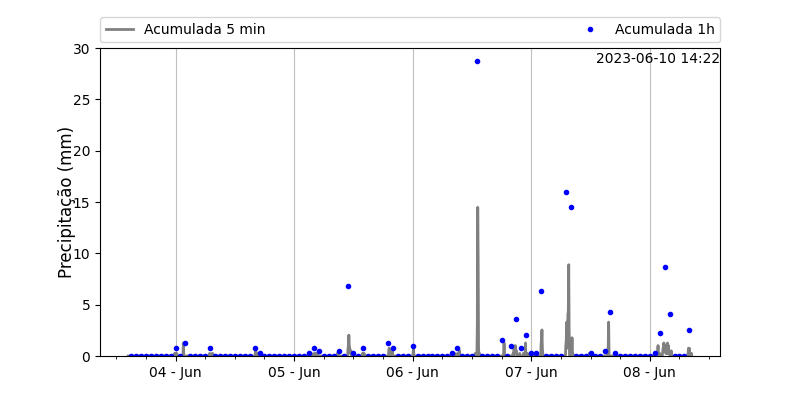 Acumulada 5 min
Acumulada 1h
2023-06-10 14:22
Precipitação (mm)
30
25
20
15
10
5
0
04 - Jun
05 - Jun
06 - Jun
07 - Jun
08 - Jun